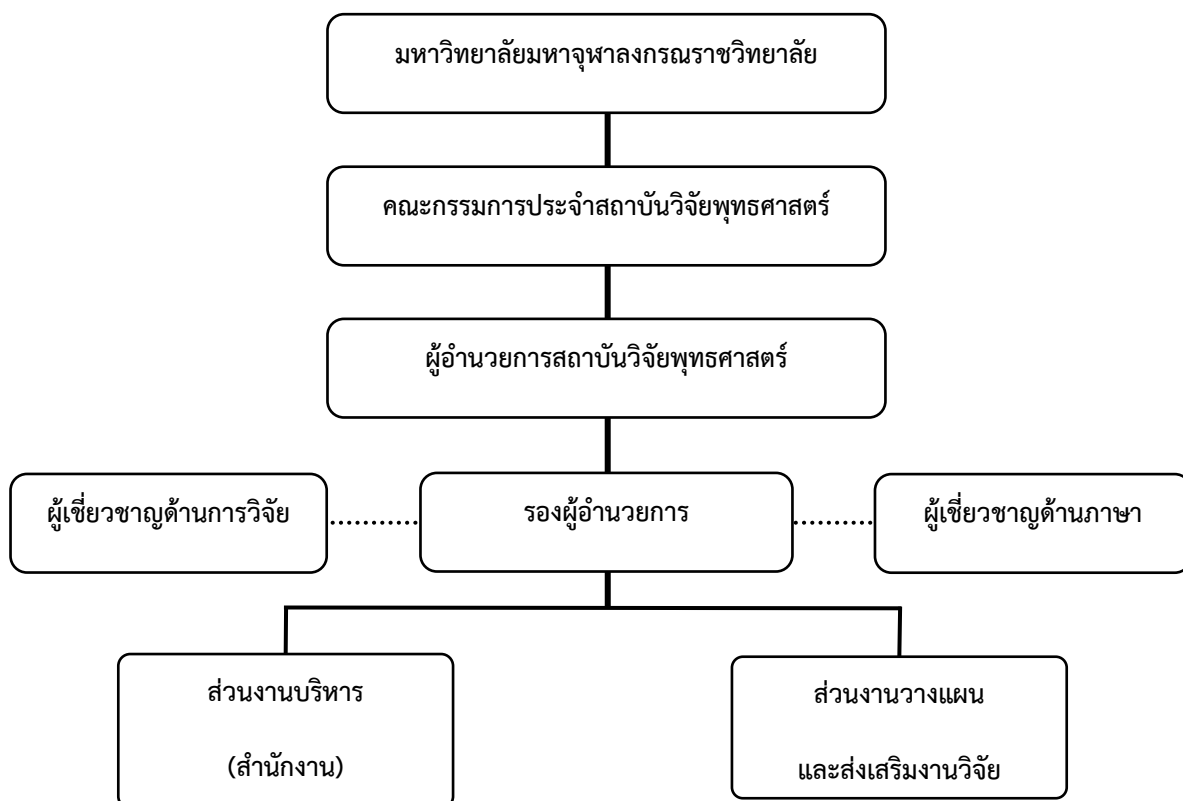 มหาวิทยาลัยมหาจุฬาลงกรณราชวิทยาลัย
คณะกรรมการประจำสถาบันวิจัยพุทธศาสตร์
ผู้อำนวยการสถาบันวิจัยพุทธศาสตร์
ผู้เชี่ยวชาญด้านการวิจัย
รองผู้อำนวยการ
ผู้เชี่ยวชาญด้านภาษา
ส่วนงานบริหาร
(สำนักงาน)
ส่วนงานวางแผน
และส่งเสริมงานวิจัย